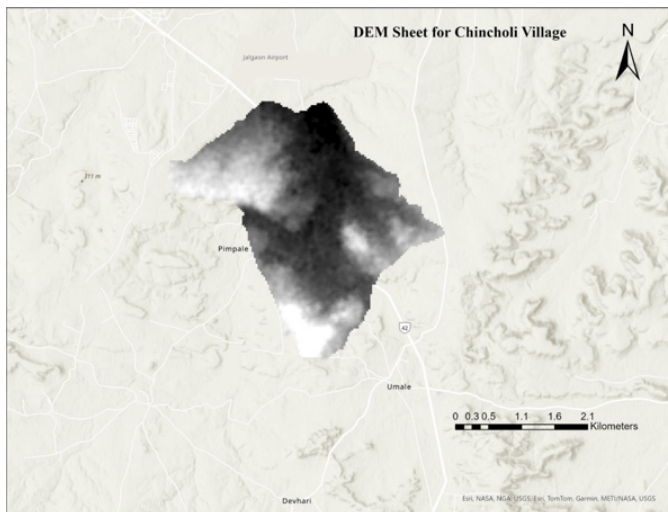 DEM Sheet for Chincholi Village
N
Jalgaon Airport
711 m
Pimpale
42
Umale
0 0.3 0.5 1.1 1.6 2.1
Kilometers
Devhari
Esri, NASA, NGA, USGS, Esri, TomTom, Garmin, METI/NASA, USGS